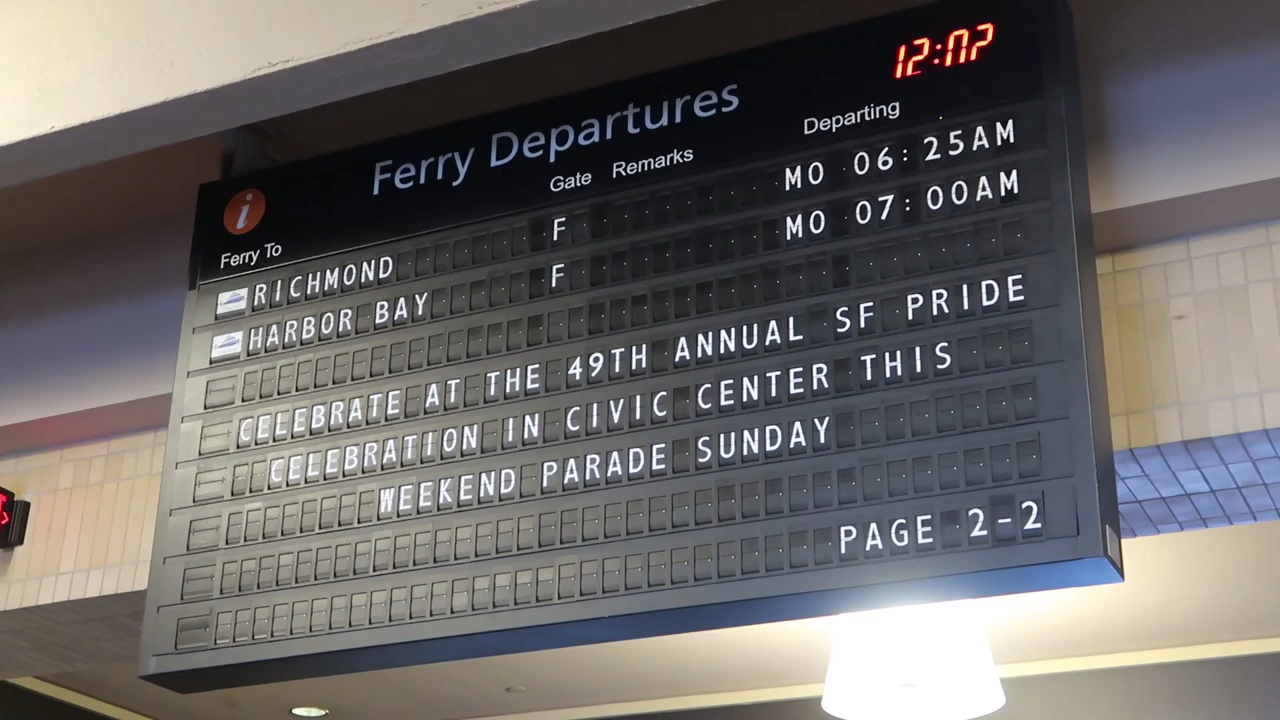 12:02
Ferry Departures
i
Ferry To Gate Remarks Departing
RICHMOND F MO 06:25AM
HARBOR BAY F MO 07:00AM
CELEBRATE AT THE 49TH ANNUAL SF PRIDE
CELEBRATION IN CIVIC CENTER THIS
WEEKEND PARADE SUNDAY
PAGE 2-2